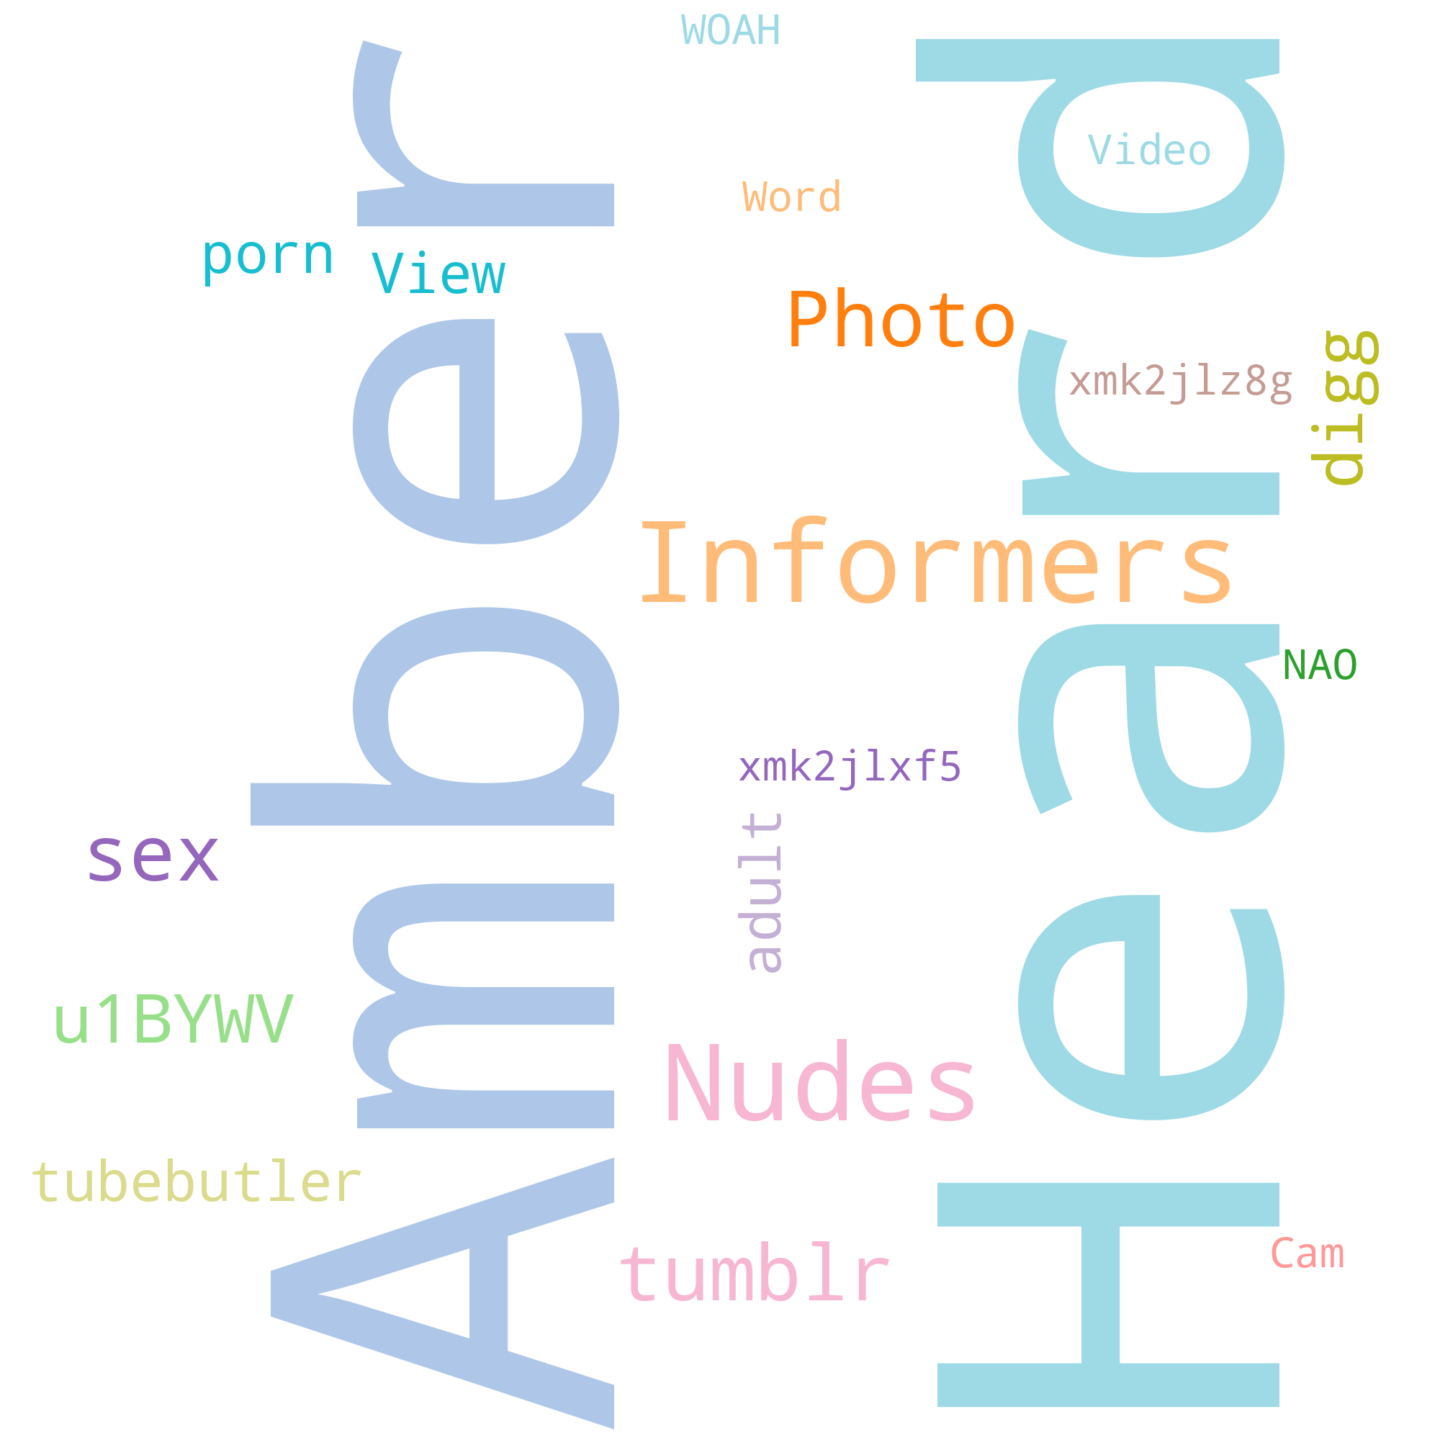 WOAH
Video
Word
porn
View
Photo
xmk2jlz8g
digg
Informers
NAO
Amber
Heard
xmk2jlxf5
sex
adult
u1BYWV
Nudes
tubebutler
tumblr
Cam